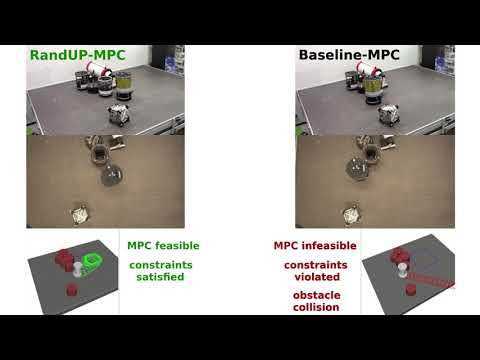 RandUP-MPC
Baseline-MPC
MPC feasible
constraints
satisfied
MPC infeasible
constraints
violated
obstacle
collision